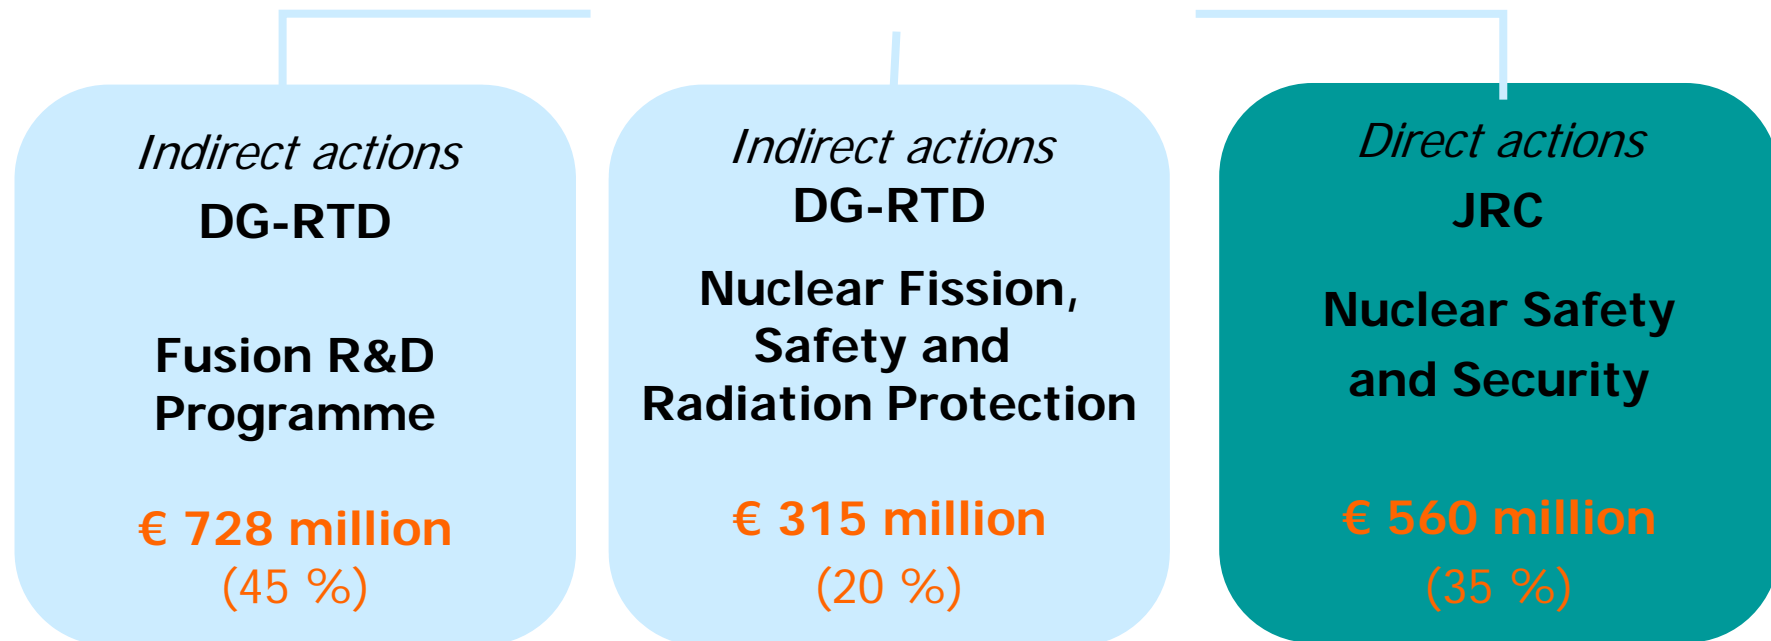 Indirect actions
DG-RTD
Fusion R&D
Programme
€ 728 million
(45 %)
Indirect actions
DG-RTD
Nuclear Fission,
Safety and
Radiation Protection
€ 315 million
(20 %)
Direct actions
JRC
Nuclear Safety
and Security
€ 560 million
(35 %)